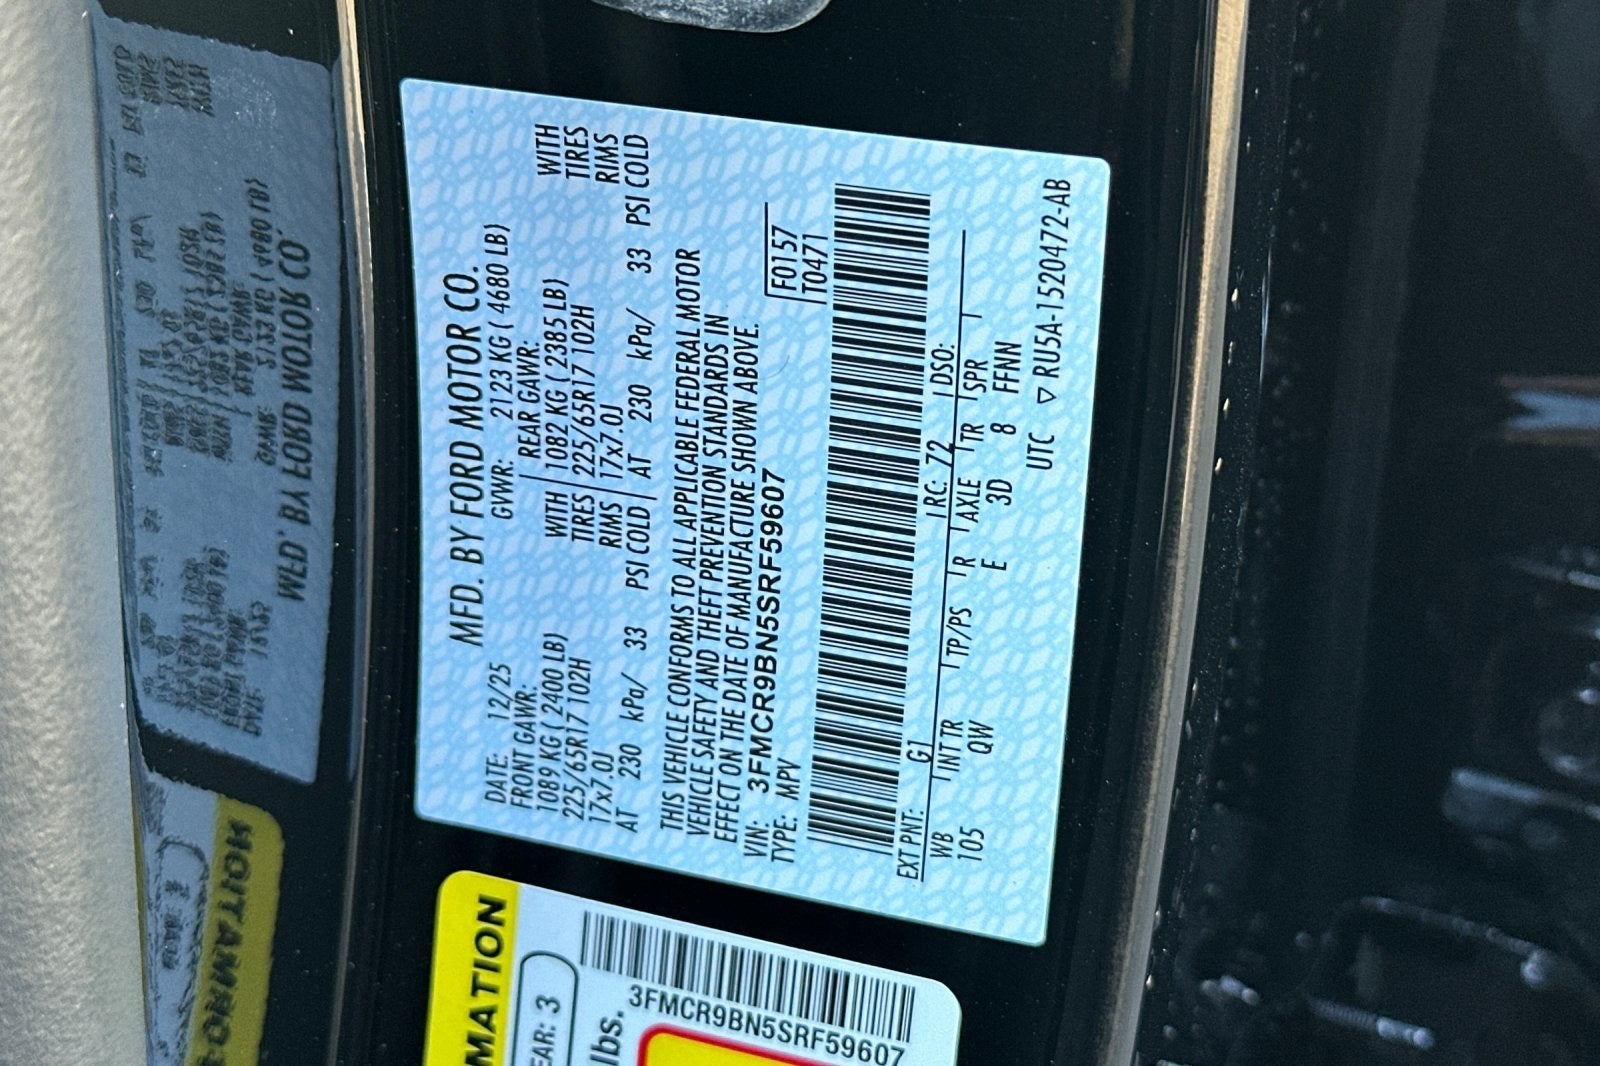 MFD. BY FORD MOTOR CO.
DATE: 12/25 GVWR: 2123 KG ( 4680 LB)
FRONT GAWR: REAR GAWR:
1089 KG ( 2400 LB) WITH 1082 KG ( 2385 LB) WITH
225/65R17 102H TIRES 225/65R17 102H TIRES
17x7.0J RIMS 17x7.0J RIMS
AT 230 kPa/ 33 PSI COLD AT 230 kPa/ 33 PSI COLD
THIS VEHICLE CONFORMS TO ALL APPLICABLE FEDERAL MOTOR
VEHICLE SAFETY AND THEFT PREVENTION STANDARDS IN
EFFECT ON THE DATE OF MANUFACTURE SHOWN ABOVE.
VIN: 3FMCR9BN5SRF59607
TYPE: MPV
F0157
T0471
EXT PNT: G1 RC: 72 DSO:
WB INT TR TP/PS R AXLE TR SPR
105 QW E 3D 8 FFNN
UTC ▽ RU5A-1520472-AB
MATION
EAR: 3
lbs.
3FMCR9BN5SRF59607
MFD. BY FORD MOTOR CO.